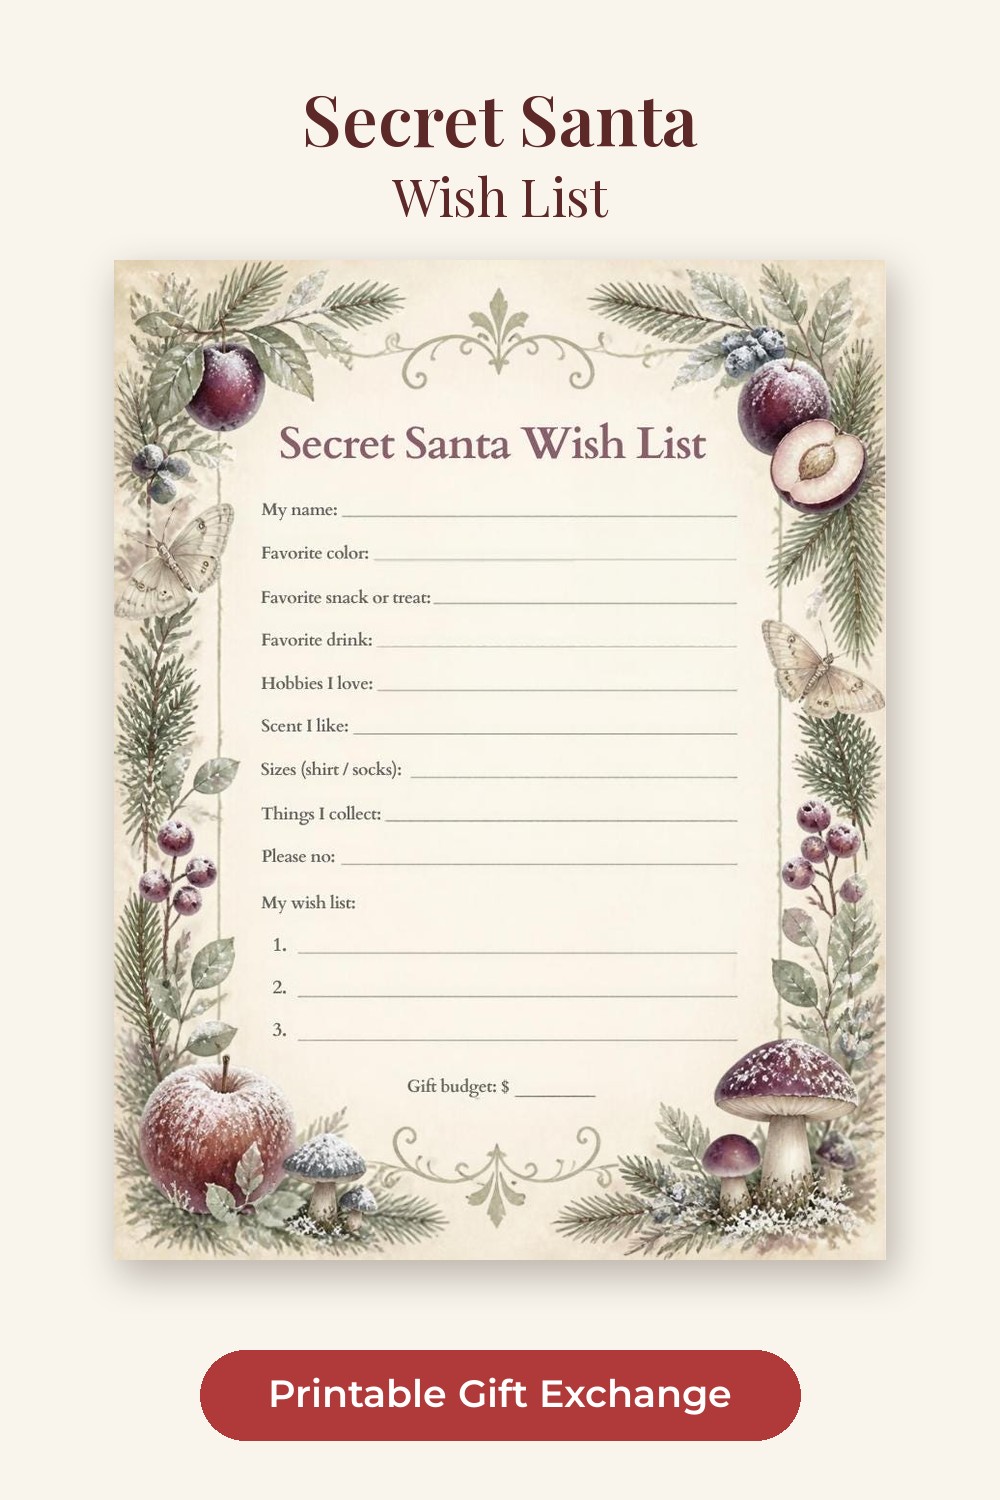 Secret Santa
Wish List
Secret Santa Wish List
My name:
Favorite color:
Favorite snack or treat:
Favorite drink:
Hobbies I love:
Scent I like:
Sizes (shirt / socks):
Things I collect:
Please no:
My wish list:
1.
2.
3.
Gift budget: $
Printable Gift Exchange